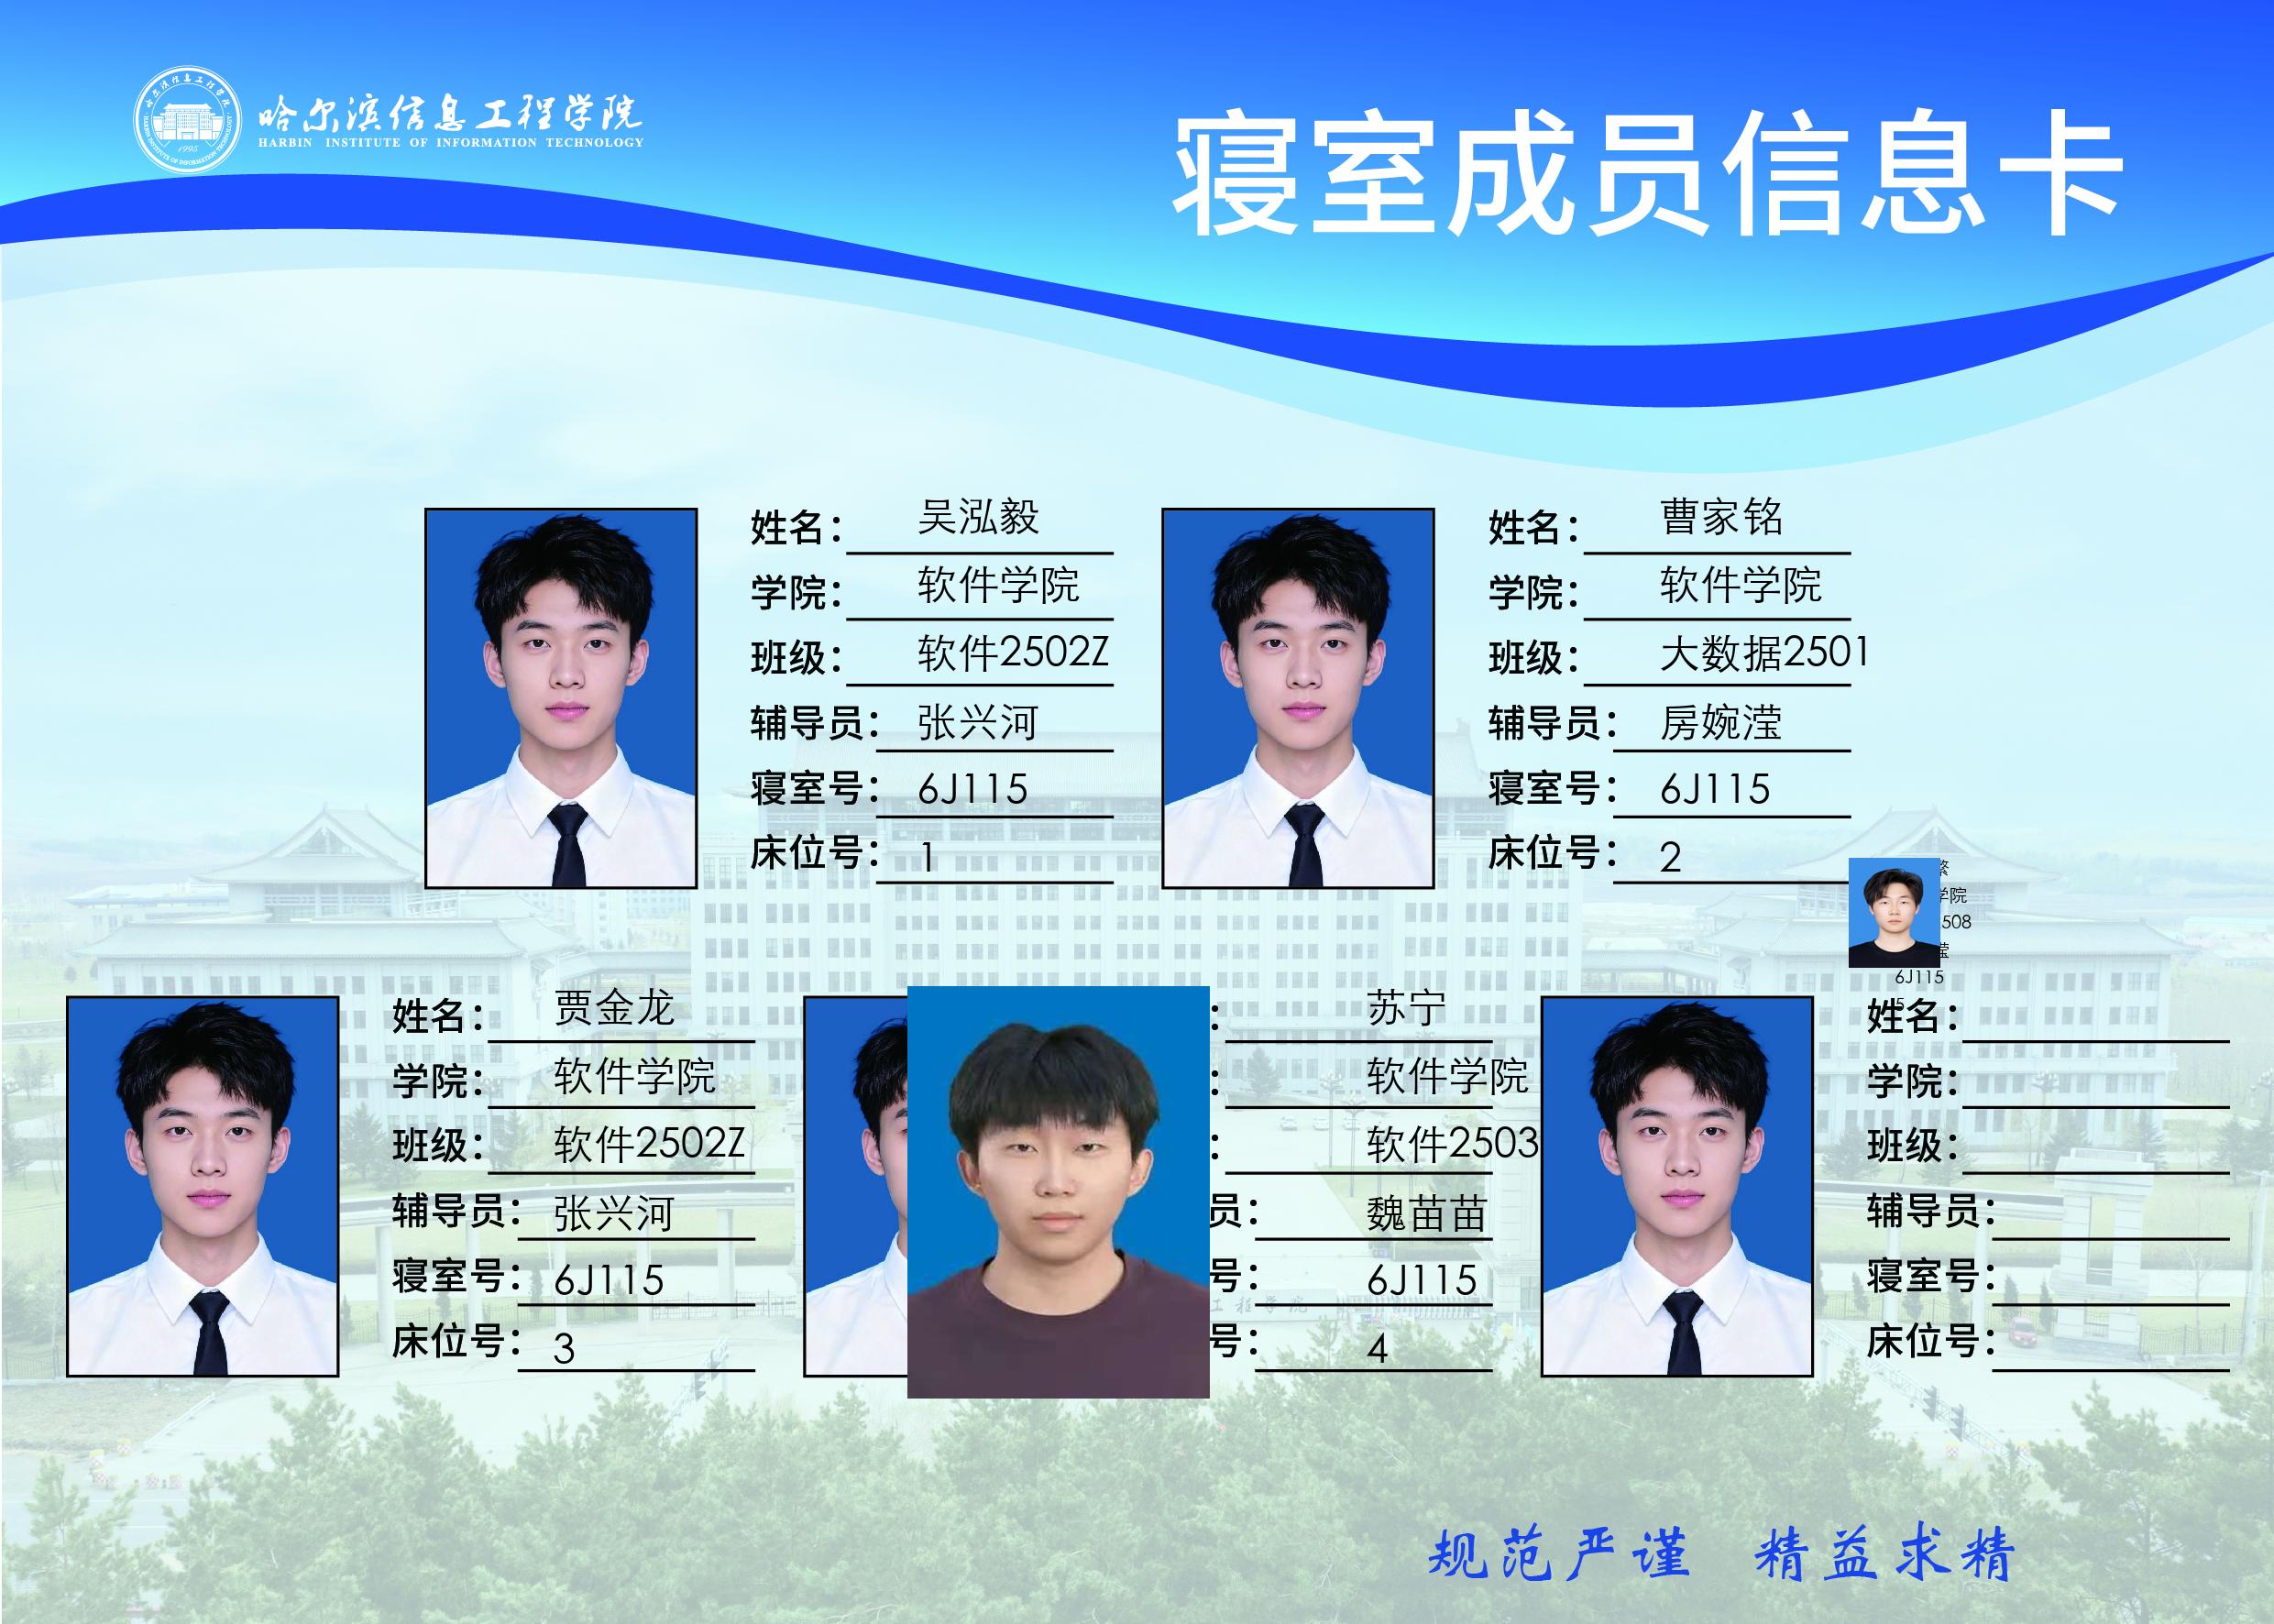 哈尔滨信息工程学院
HARBIN INSTITUTE OF INFORMATION TECHNOLOGY
1995
寝室成员信息卡
姓名： 吴泓毅
学院： 软件学院
班级： 软件2502Z
辅导员： 张兴河
寝室号： 6J115
床位号： 1
姓名： 曹家铭
学院： 软件学院
班级： 大数据2501
辅导员： 房婉滢
寝室号： 6J115
床位号： 2
学院
508
滢
6J115
5
姓名： 贾金龙
学院： 软件学院
班级： 软件2502Z
辅导员： 张兴河
寝室号： 6J115
床位号： 3
： 苏宁
： 软件学院
： 软件2503
员： 魏苗苗
号： 6J115
号： 4
姓名：
学院：
班级：
辅导员：
寝室号：
床位号：
工程学院
规范严谨 精益求精